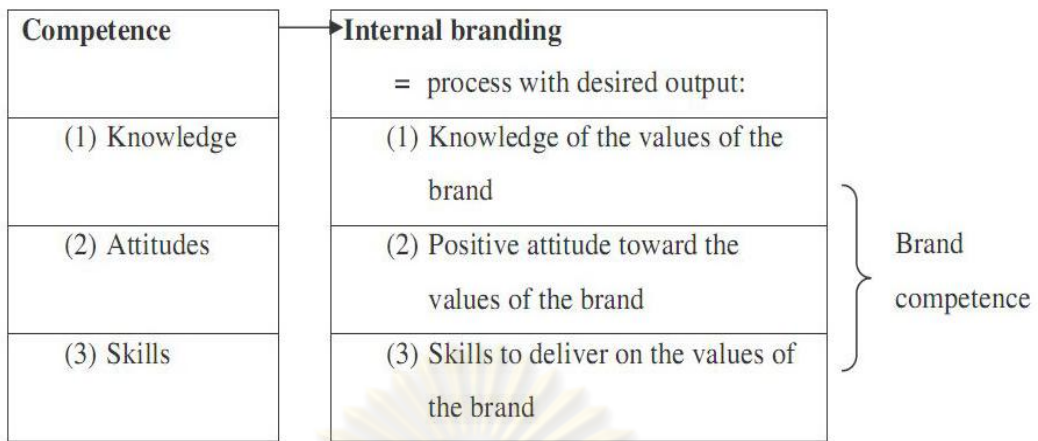 Competence
Internal branding
= process with desired output:
(1) Knowledge
(1) Knowledge of the values of the
brand
(2) Attitudes
(2) Positive attitude toward the
values of the brand
(3) Skills
(3) Skills to deliver on the values of
the brand
Brand
competence